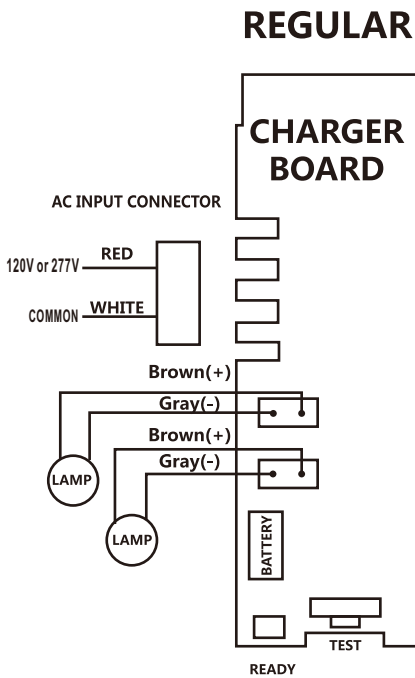 REGULAR
CHARGER
BOARD
AC INPUT CONNECTOR
RED
120V or 277V
WHITE
COMMON
Brown(+)
Gray(-)
Brown(+)
Gray(-)
LAMP
LAMP
BATTERY
TEST
READY